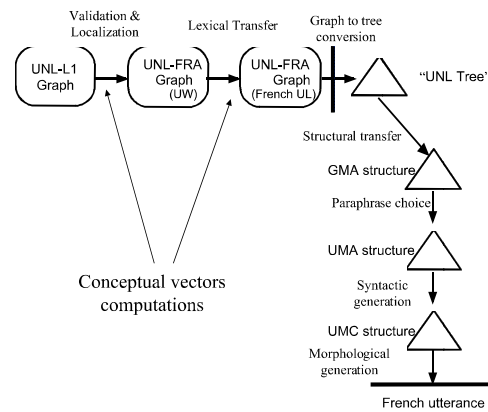 Validation &
Localization
Lexical Transfer
Graph to tree
conversion
UNL-L1
Graph
UNL-FRA
Graph
(UW)
UNL-FRA
Graph
(French UL)
“UNL Tree”
Structural transfer
GMA structure
Paraphrase choice
UMA structure
Conceptual vectors
computations
Syntactic
generation
UMC structure
Morphological
generation
French utterance